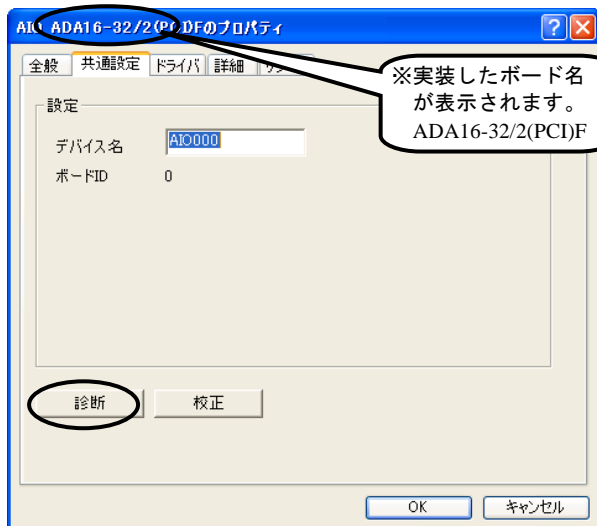 AIO ADA16-32/2(PCI)Fのプロパティ
全般 共通設定 ドライバ 詳細
※実装したボード名
が表示されます。
ADA16-32/2(PCI)F
設定
デバイス名 AIO000
ボードID 0
診断 校正
OK キャンセル